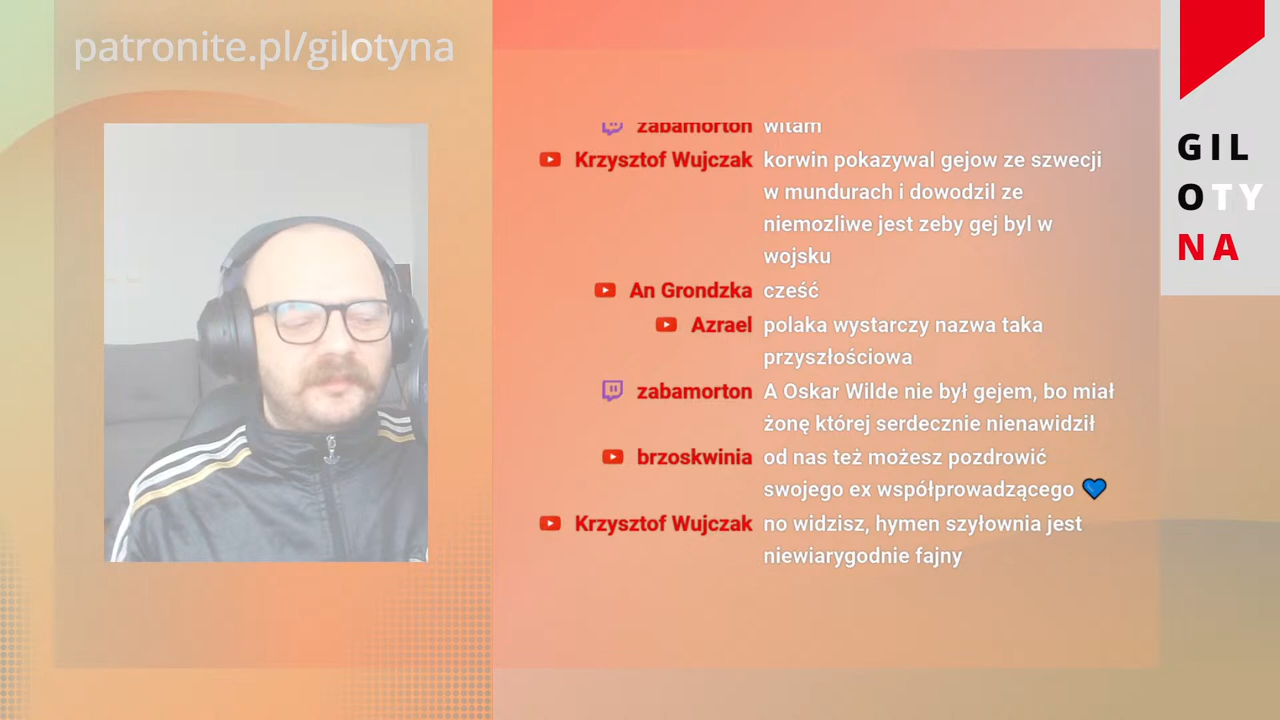 patronite.pl/gilotyna
zabamorton witam
Krzysztof Wujczak korwin pokazywal gejow ze szwecji
w mundurach i dowodzil ze
niemozliwe jest zeby gej byl w
wojsku
An Grondzka cześć
Azrael polaka wystarczy nazwa taka
przyszłościowa
zabamorton A Oskar Wilde nie był gejem, bo miał
żonę której serdecznie nienawidził
brzoskwinia od nas też możesz pozdrowić
swojego ex współprowadzącego 💙
Krzysztof Wujczak no widzisz, hymen szyłownia jest
niewiarygodnie fajny
GIL
OTY
NA